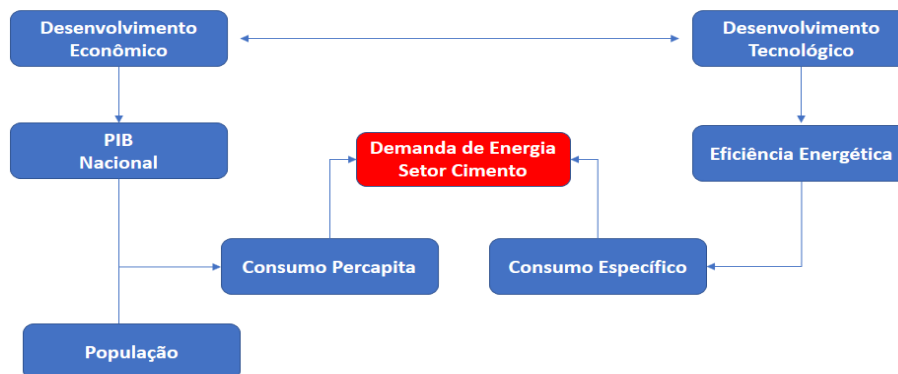 Desenvolvimento
Econômico
Desenvolvimento
Tecnológico
PIB
Nacional
Demanda de Energia
Setor Cimento
Eficiência Energética
Consumo Percapita
Consumo Específico
População